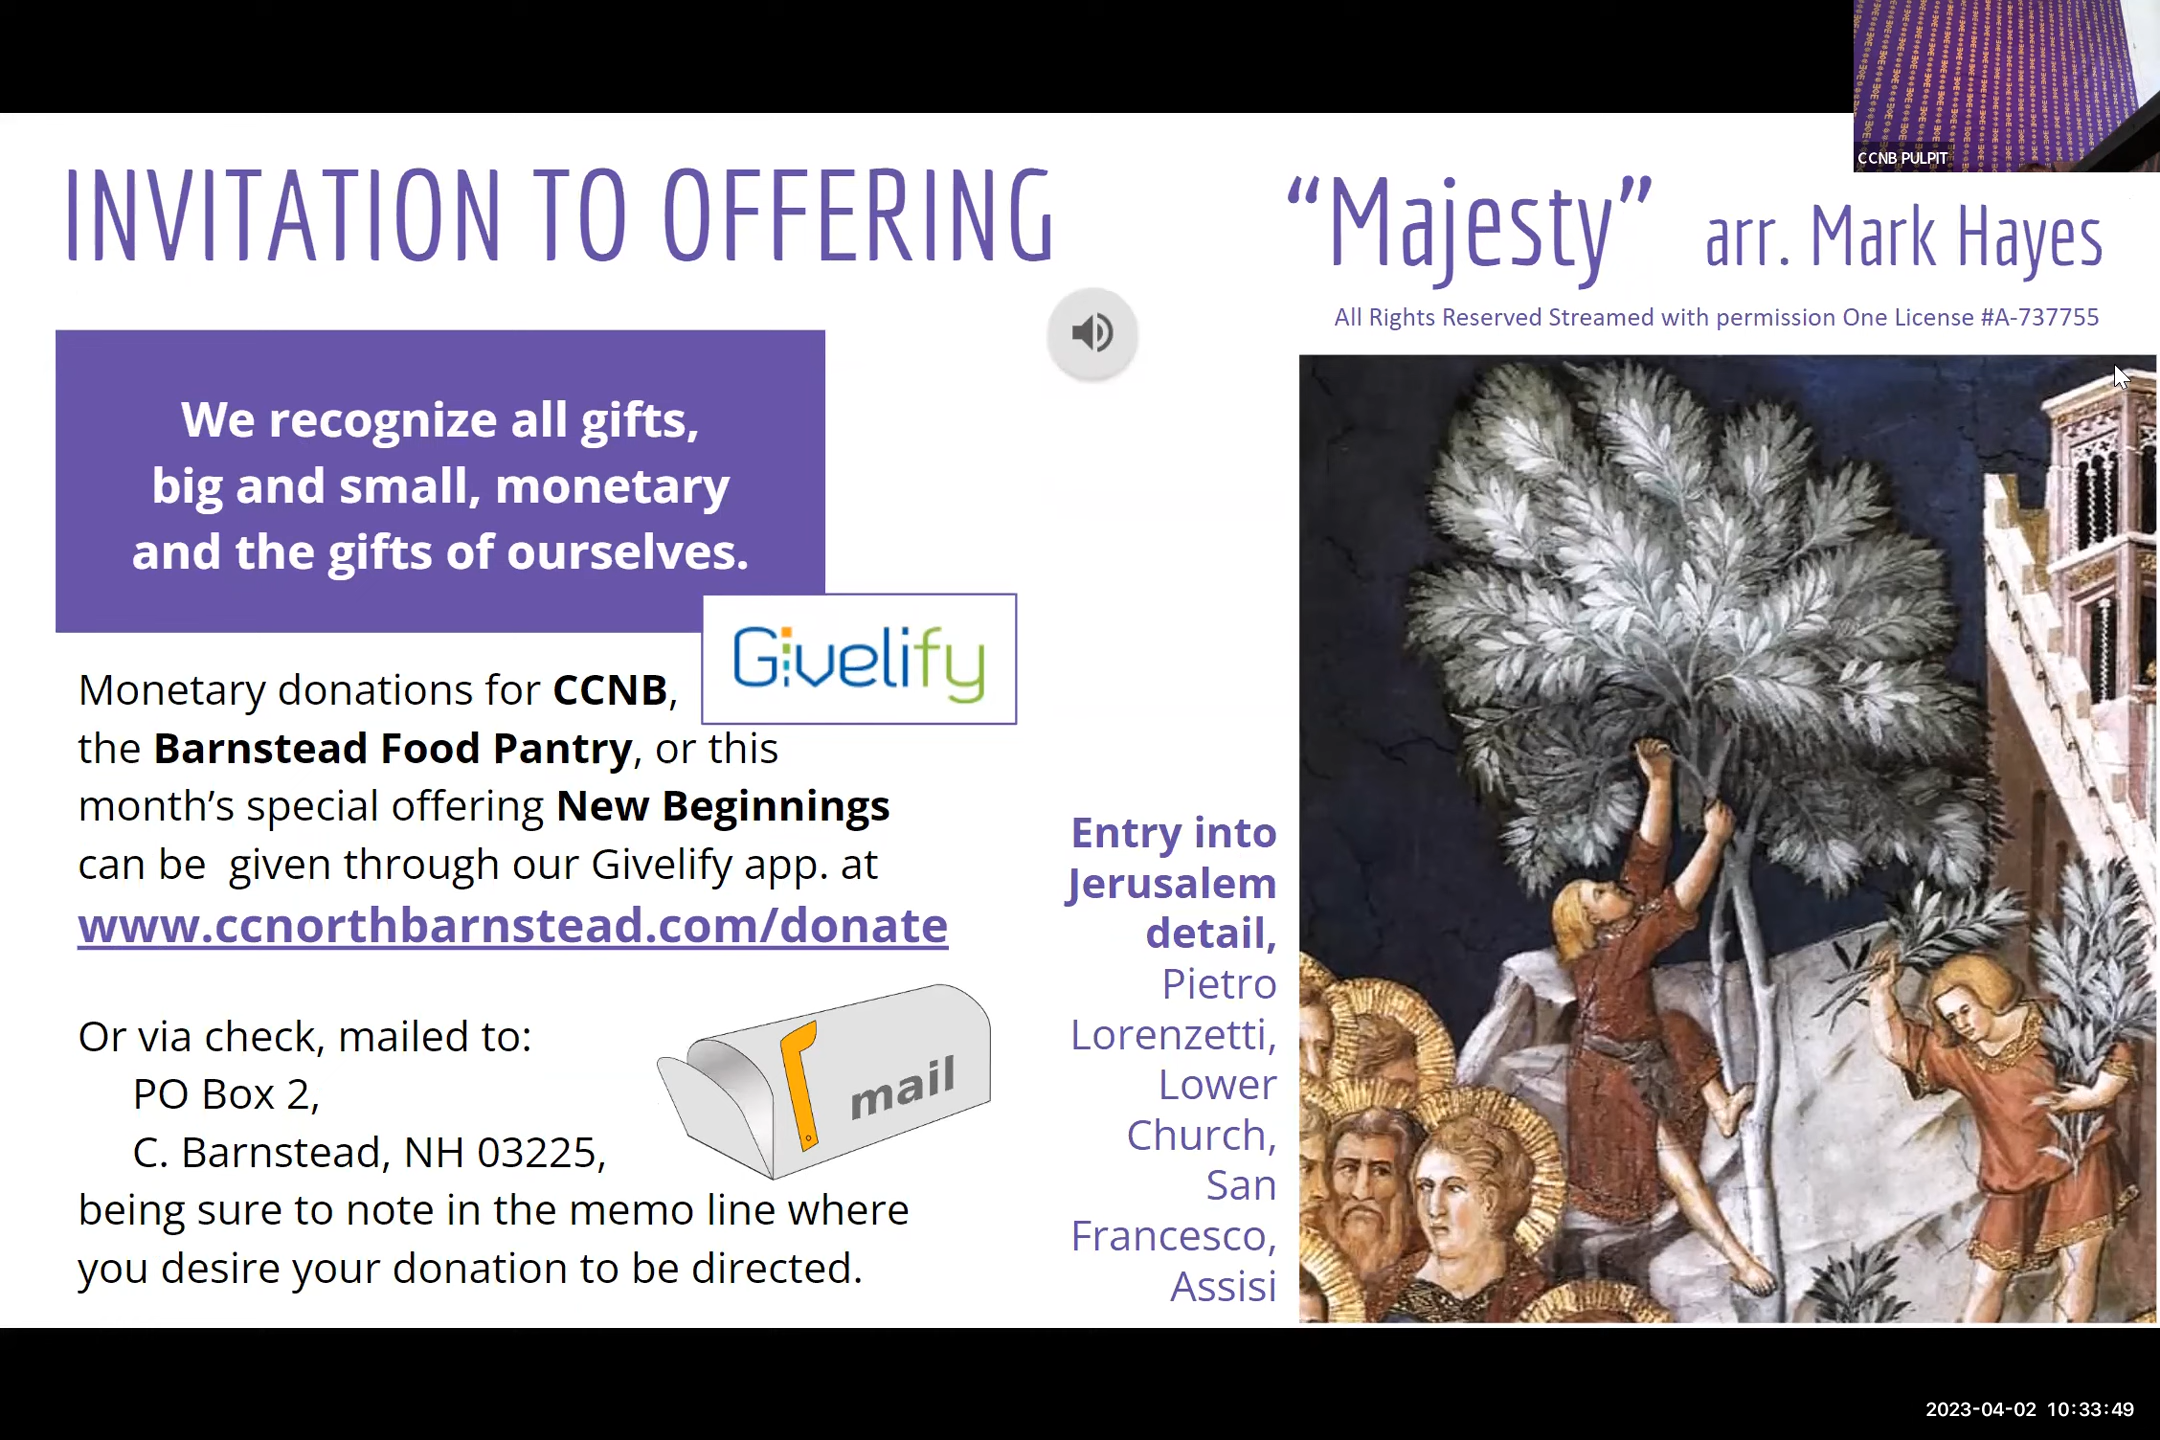 CCNB PULPIT
INVITATION TO OFFERING
“Majesty” arr. Mark Hayes
All Rights Reserved Streamed with permission One License #A-737755
We recognize all gifts,
big and small, monetary
and the gifts of ourselves.
Givelify
Monetary donations for CCNB,
the Barnstead Food Pantry, or this
month’s special offering New Beginnings
can be  given through our Givelify app. at
www.ccnorthbarnstead.com/donate
Or via check, mailed to:
PO Box 2,
C. Barnstead, NH 03225,
being sure to note in the memo line where
you desire your donation to be directed.
mail
Entry into
Jerusalem
detail,
Pietro
Lorenzetti,
Lower
Church,
San
Francesco,
Assisi
2023-04-02 10:33:49